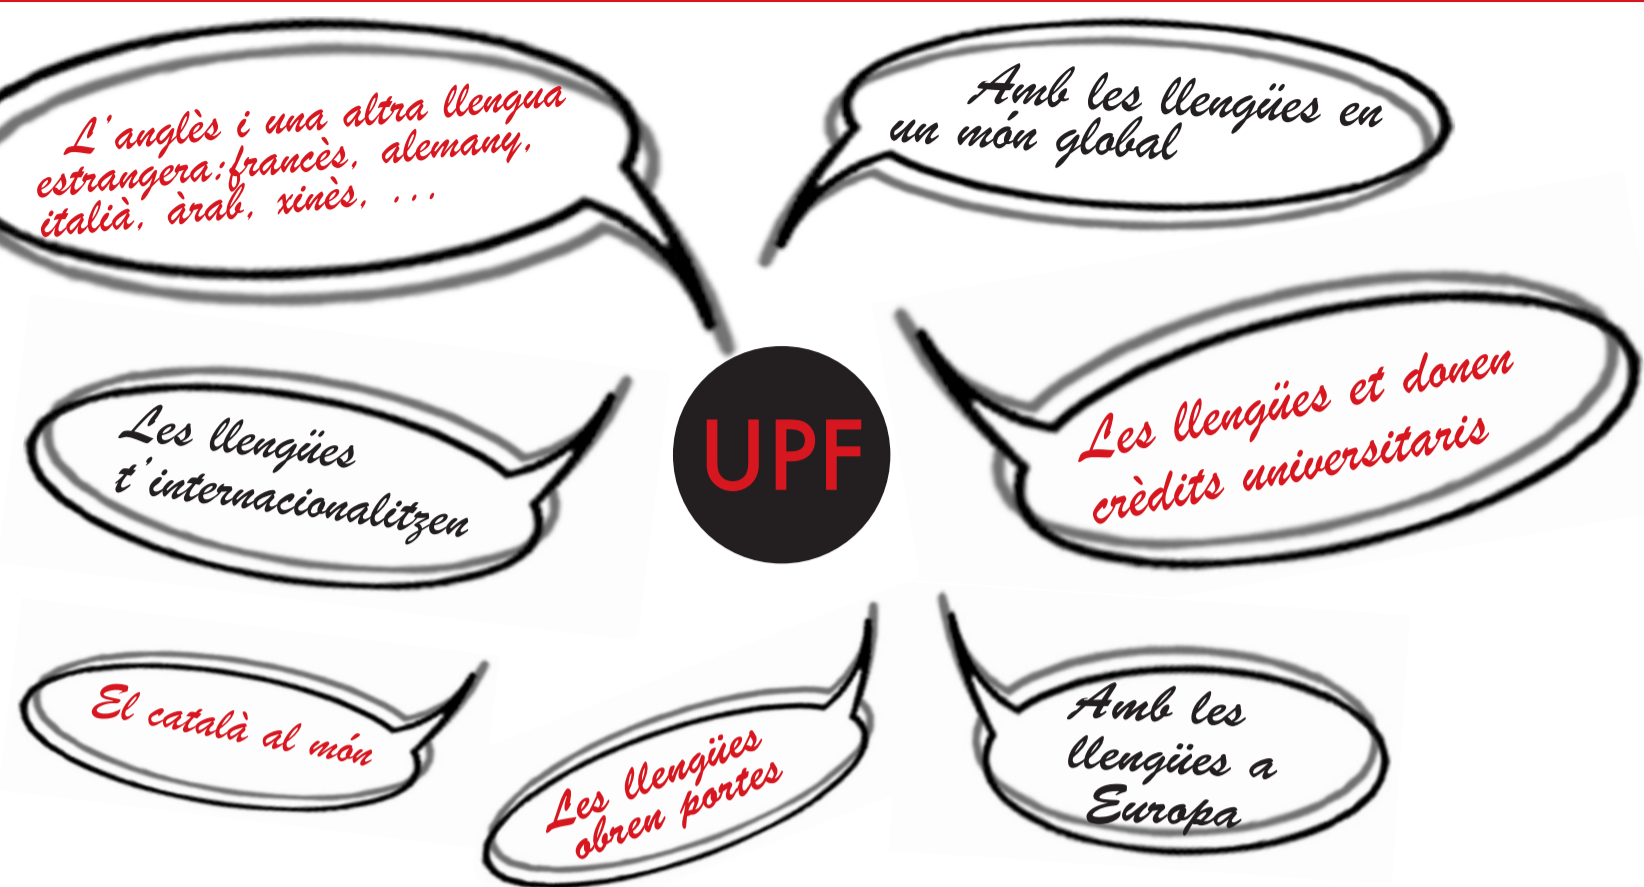 L'anglès i una altra llengua
estrangera:francès, alemany,
italià, àrab, xinès, ...
Amb les llengües en
un món global
Les llengües
t'internacionalitzen
UPF
Les llengües et donen
crèdits universitaris
El català al món
Les llengües
obren portes
Amb les
llengües a
Europa